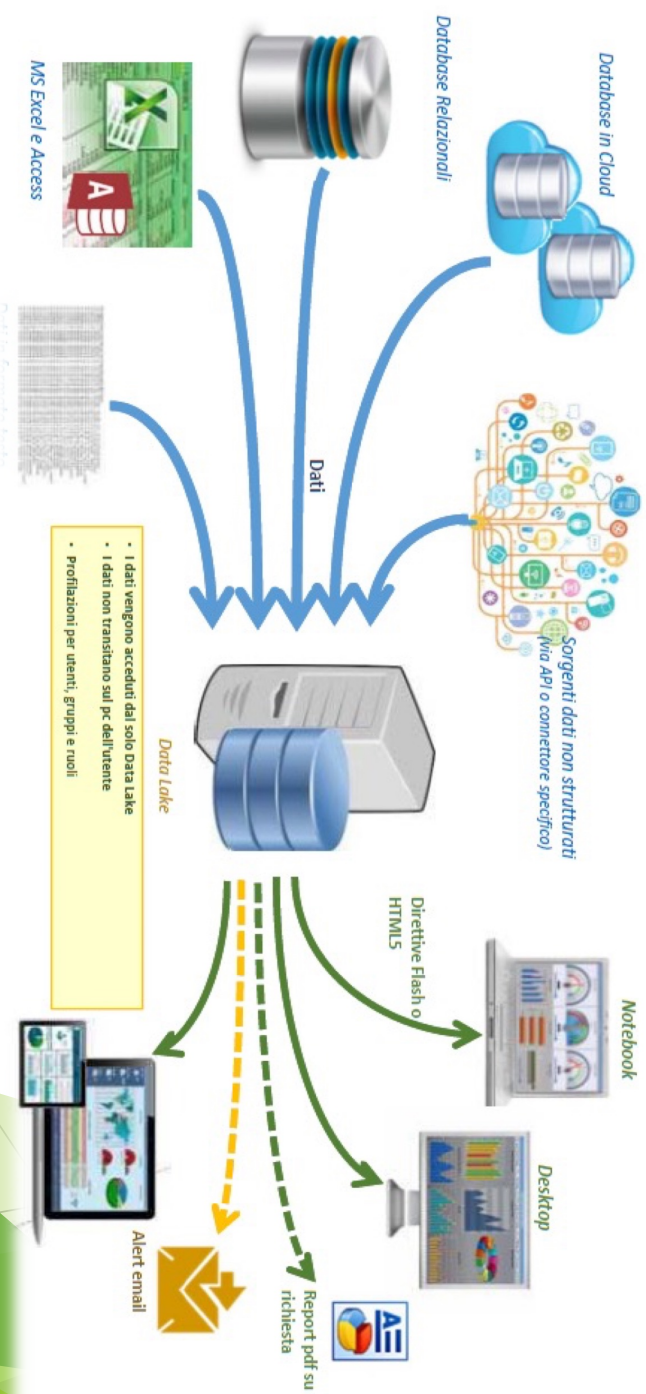 Database in Cloud
Database Relazionali
MS Excel e Access
Sorgenti dati non strutturati
(via API o connettore specifico)
Dati
Data Lake
• I dati vengono acceduti dal solo Data Lake
• I dati non transitano sul pc dell'utente
• Profilazioni per utenti, gruppi e ruoli
Direttive Flash o
HTML5
Notebook
Desktop
Report pdf su
richiesta
Alert email
A
A